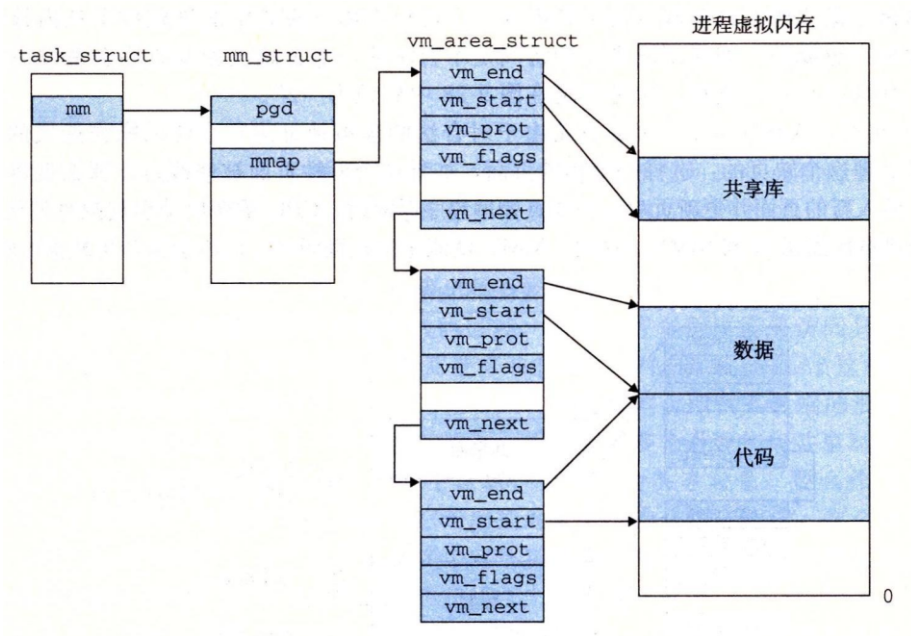 进程虚拟内存
task_struct
mm_struct
vm_area_struct
mm
pgd
mmap
vm_end
vm_start
vm_prot
vm_flags
vm_next
vm_end
vm_start
vm_prot
vm_flags
vm_next
vm_end
vm_start
vm_prot
vm_flags
vm_next
共享库
数据
代码
0